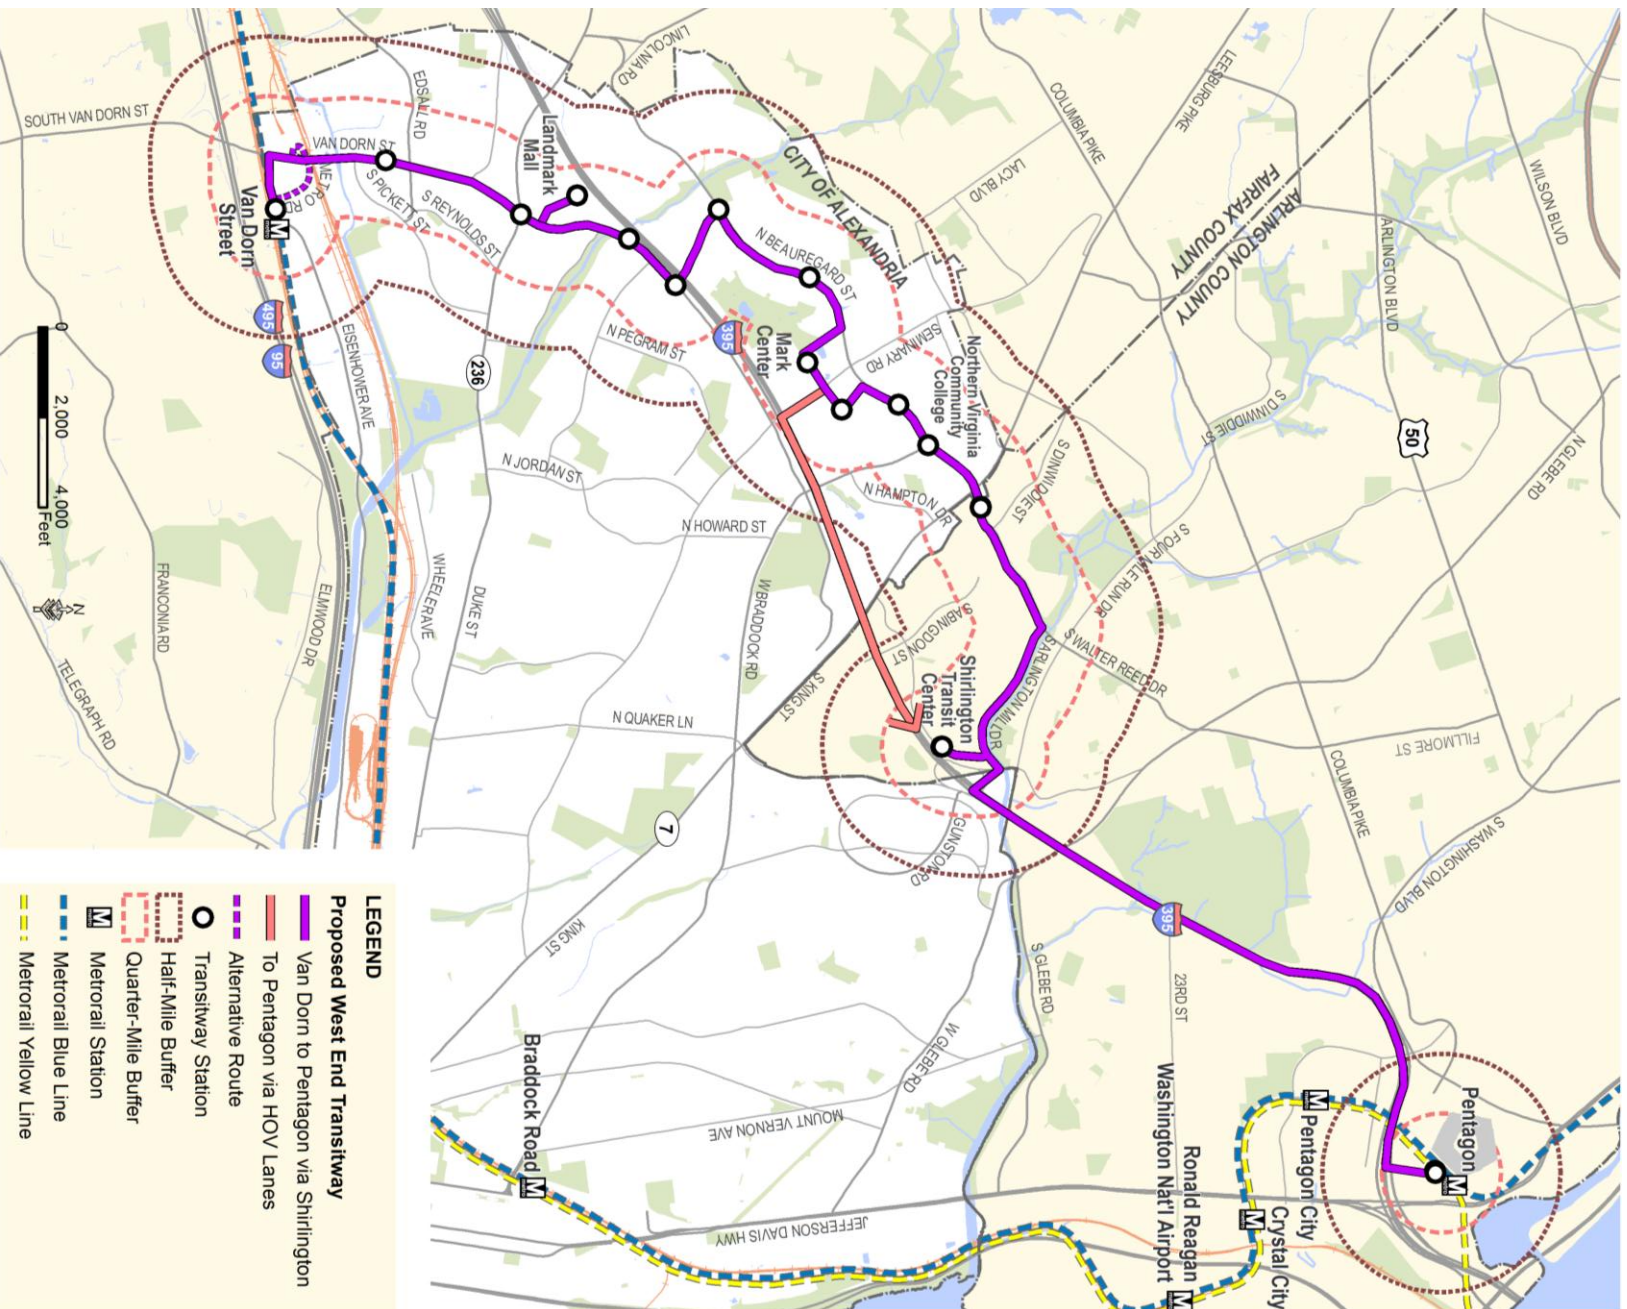 LINCOLNIA RD
LEESBURG PIKE
COLUMBIA PIKE
LACY BLVD
ARLINGTON COUNTY
FAIRFAX COUNTY
WILSON BLVD
ARLINGTON BLVD
50
N GLEBE RD
S DINWIDDIE ST
SOUTH VAN DORN ST
EDSALL RD
VAN DORN ST
METRO RD
S PICKETT ST
S REYNOLDS ST
Landmark
Mall
CITY OF ALEXANDRIA
N BEAUREGARD ST
Van Dorn
Street
M
495
95
EISENHOWER AVE
236
N PEGRAM ST
395
Mark
Center
SEMINARY RD
Northern Virginia
Community
College
S DINWIDDIE ST
N HAMPTON DR
S FOUR MILE RUN DR
N JORDAN ST
N HOWARD ST
W BRADDOCK RD
S ABINGDON ST
S WALTER REED DR
S ARLINGTON MILL DR
Shirlington
Transit
Center
S KING ST
N QUAKER LN
DUKE ST
WHEELER AVE
ELMWOOD DR
FRANCONIA RD
TELEGRAPH RD
N
0
2,000
4,000
Feet
7
GUNSTON RD
KING ST
S GLEBE RD
W GLEBE RD
FILLMORE ST
COLUMBIA PIKE
S WASHINGTON BLVD
395
23RD ST
MOUNT VERNON AVE
JEFFERSON DAVIS HWY
Braddock Road
M
Pentagon
M
M
Pentagon City
M
Crystal City
Ronald Reagan
Washington Nat'l Airport
M
LEGEND
Proposed West End Transitway
Van Dorn to Pentagon via Shirlington
To Pentagon via HOV Lanes
Alternative Route
Transitway Station
Half-Mile Buffer
Quarter-Mile Buffer
M
Metrorail Station
Metrorail Blue Line
Metrorail Yellow Line